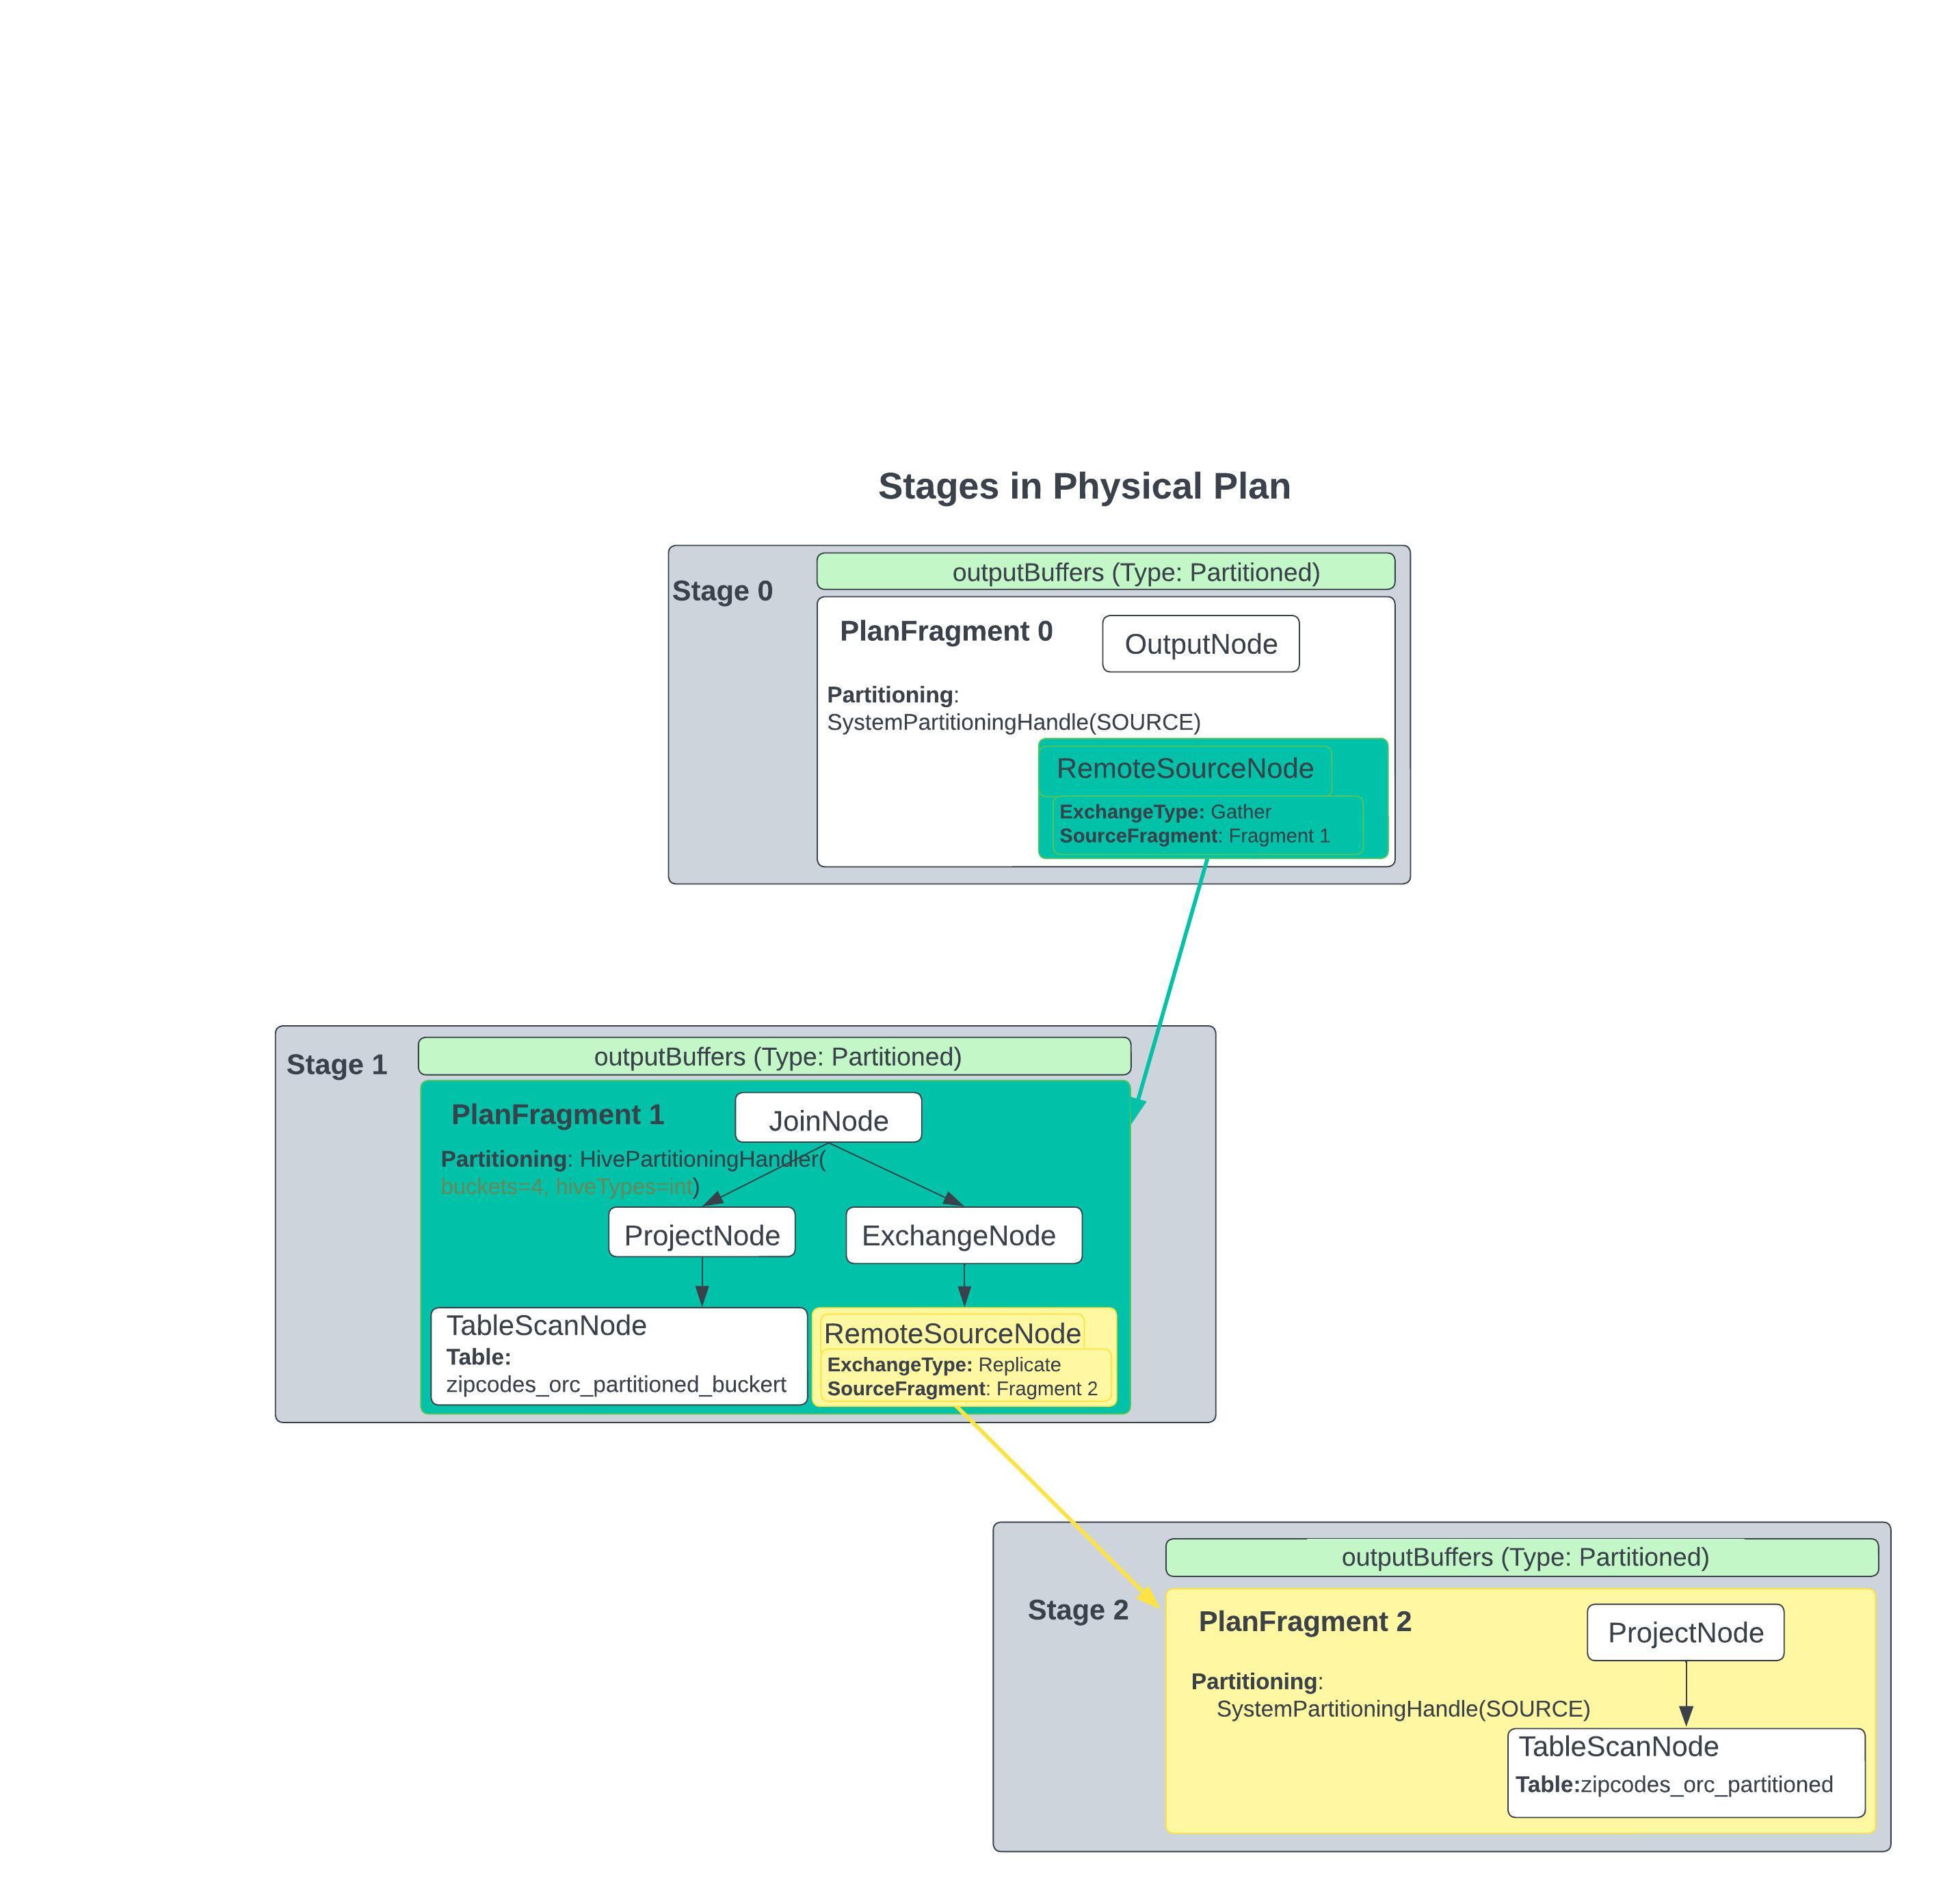 Stages in Physical Plan
Stage 0
outputBuffers (Type: Partitioned)
PlanFragment 0
OutputNode
Partitioning:
SystemPartitioningHandle(SOURCE)
RemoteSourceNode
ExchangeType: Gather
SourceFragment: Fragment 1
Stage 1
outputBuffers (Type: Partitioned)
PlanFragment 1
JoinNode
Partitioning: HivePartitioningHandler(
buckets=4, hiveTypes=int)
ProjectNode
ExchangeNode
TableScanNode
Table:
zipcodes_orc_partitioned_buckert
RemoteSourceNode
ExchangeType: Replicate
SourceFragment: Fragment 2
Stage 2
outputBuffers (Type: Partitioned)
PlanFragment 2
ProjectNode
Partitioning:
SystemPartitioningHandle(SOURCE)
TableScanNode
Table:zipcodes_orc_partitioned